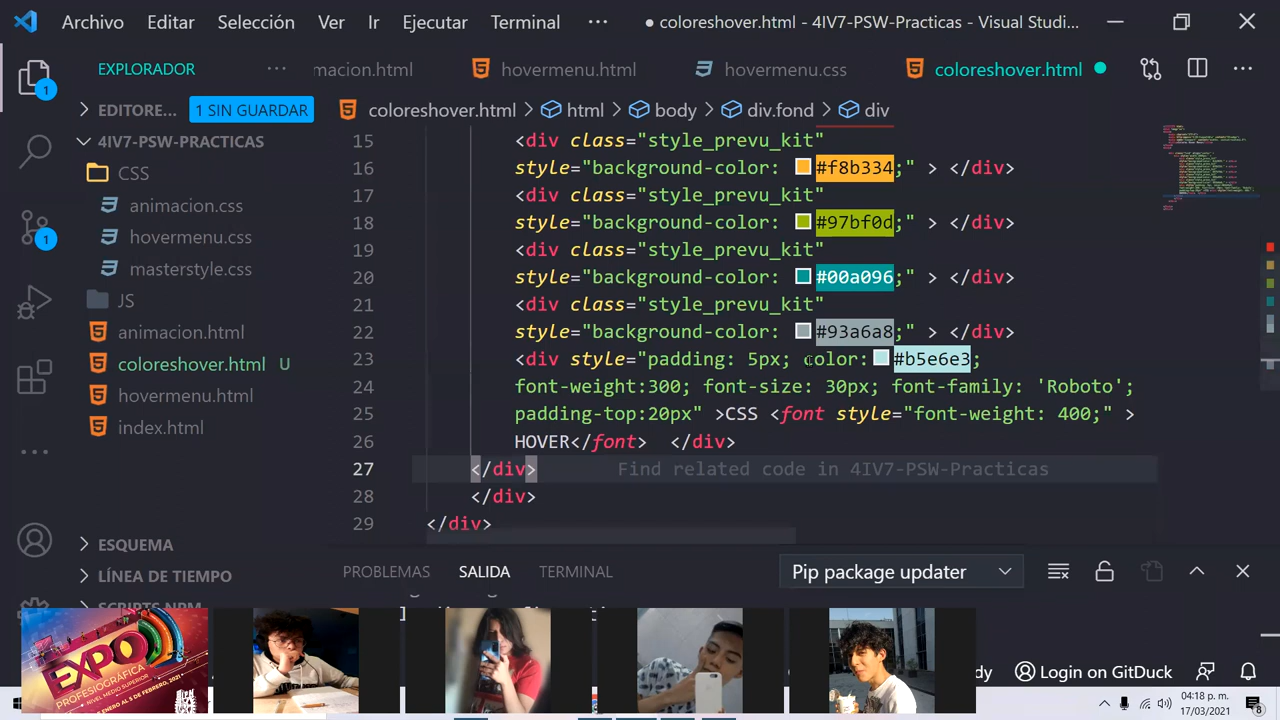 Archivo Editar Selección Ver Ir Ejecutar Terminal ··· ● coloreshover.html - 4IV7-PSW-Practicas - Visual Studi...
EXPLORADOR ··· macion.html hovermenu.html hovermenu.css coloreshover.html ···
EDITORE... 1 SIN GUARDAR coloreshover.html > html > body > div.fond > div
4IV7-PSW-PRACTICAS
CSS
animacion.css
hovermenu.css
masterstyle.css
JS
animacion.html
coloreshover.html U
hovermenu.html
index.html
ESQUEMA
LÍNEA DE TIEMPO
15 <div class="style_prevu_kit"
16 style="background-color: #f8b334;" > </div>
17 <div class="style_prevu_kit"
18 style="background-color: #97bf0d;" > </div>
19 <div class="style_prevu_kit"
20 style="background-color: #00a096;" > </div>
21 <div class="style_prevu_kit"
22 style="background-color: #93a6a8;" > </div>
23 <div style="padding: 5px; color: #b5e6e3;
24 font-weight:300; font-size: 30px; font-family: 'Roboto';
25 padding-top:20px" >CSS <font style="font-weight: 400;" >
26 HOVER</font>  </div>
27 </div> Find related code in 4IV7-PSW-Practicas
28 </div>
29 </div>
PROBLEMAS SALIDA TERMINAL Pip package updater
EXPO
PROFESIOGRÁFICA
NIVEL MEDIO SUPERIOR
Login on GitDuck
04:18 p. m.
17/03/2021
8